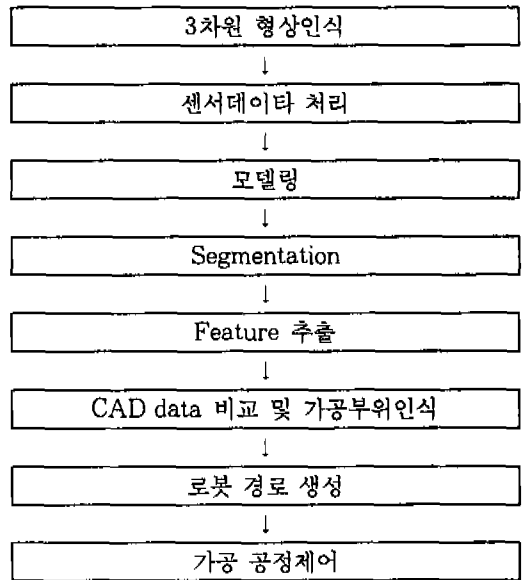 3차원 형상인식
↓
센서데이타 처리
↓
모델링
↓
Segmentation
↓
Feature 추출
↓
CAD data 비교 및 가공부위인식
↓
로봇 경로 생성
↓
가공 공정제어